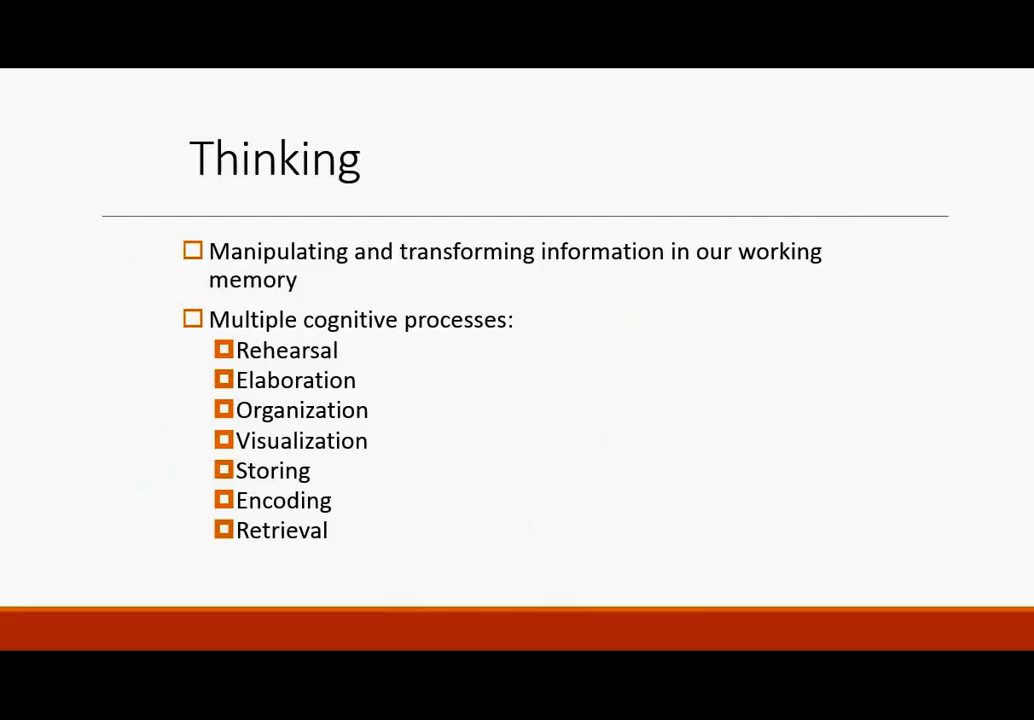 Thinking
Manipulating and transforming information in our working
memory
Multiple cognitive processes:
Rehearsal
Elaboration
Organization
Visualization
Storing
Encoding
Retrieval